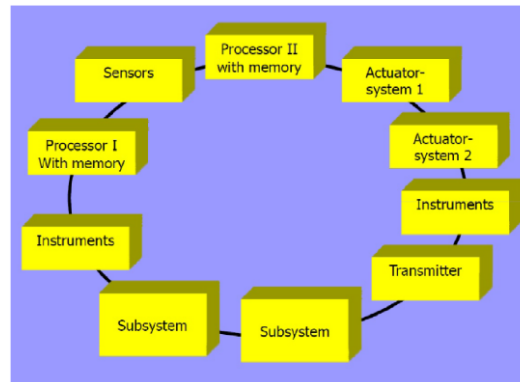 Processor II
with memory
Sensors
Actuator-
system 1
Processor I
With memory
Actuator-
system 2
Instruments
Instruments
Transmitter
Subsystem
Subsystem